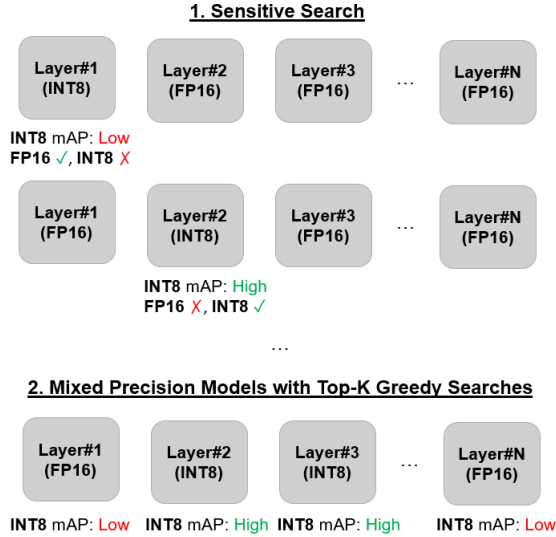 1. Sensitive Search
Layer#1 (INT8)
Layer#2 (FP16)
Layer#3 (FP16)
...
Layer#N (FP16)
INT8 mAP: Low
FP16 ✓, INT8 ✗
Layer#1 (FP16)
Layer#2 (INT8)
Layer#3 (FP16)
...
Layer#N (FP16)
INT8 mAP: High
FP16 ✗, INT8 ✓
...
2. Mixed Precision Models with Top-K Greedy Searches
Layer#1 (FP16)
Layer#2 (INT8)
Layer#3 (INT8)
...
Layer#N (FP16)
INT8 mAP: Low
INT8 mAP: High
INT8 mAP: High
INT8 mAP: Low